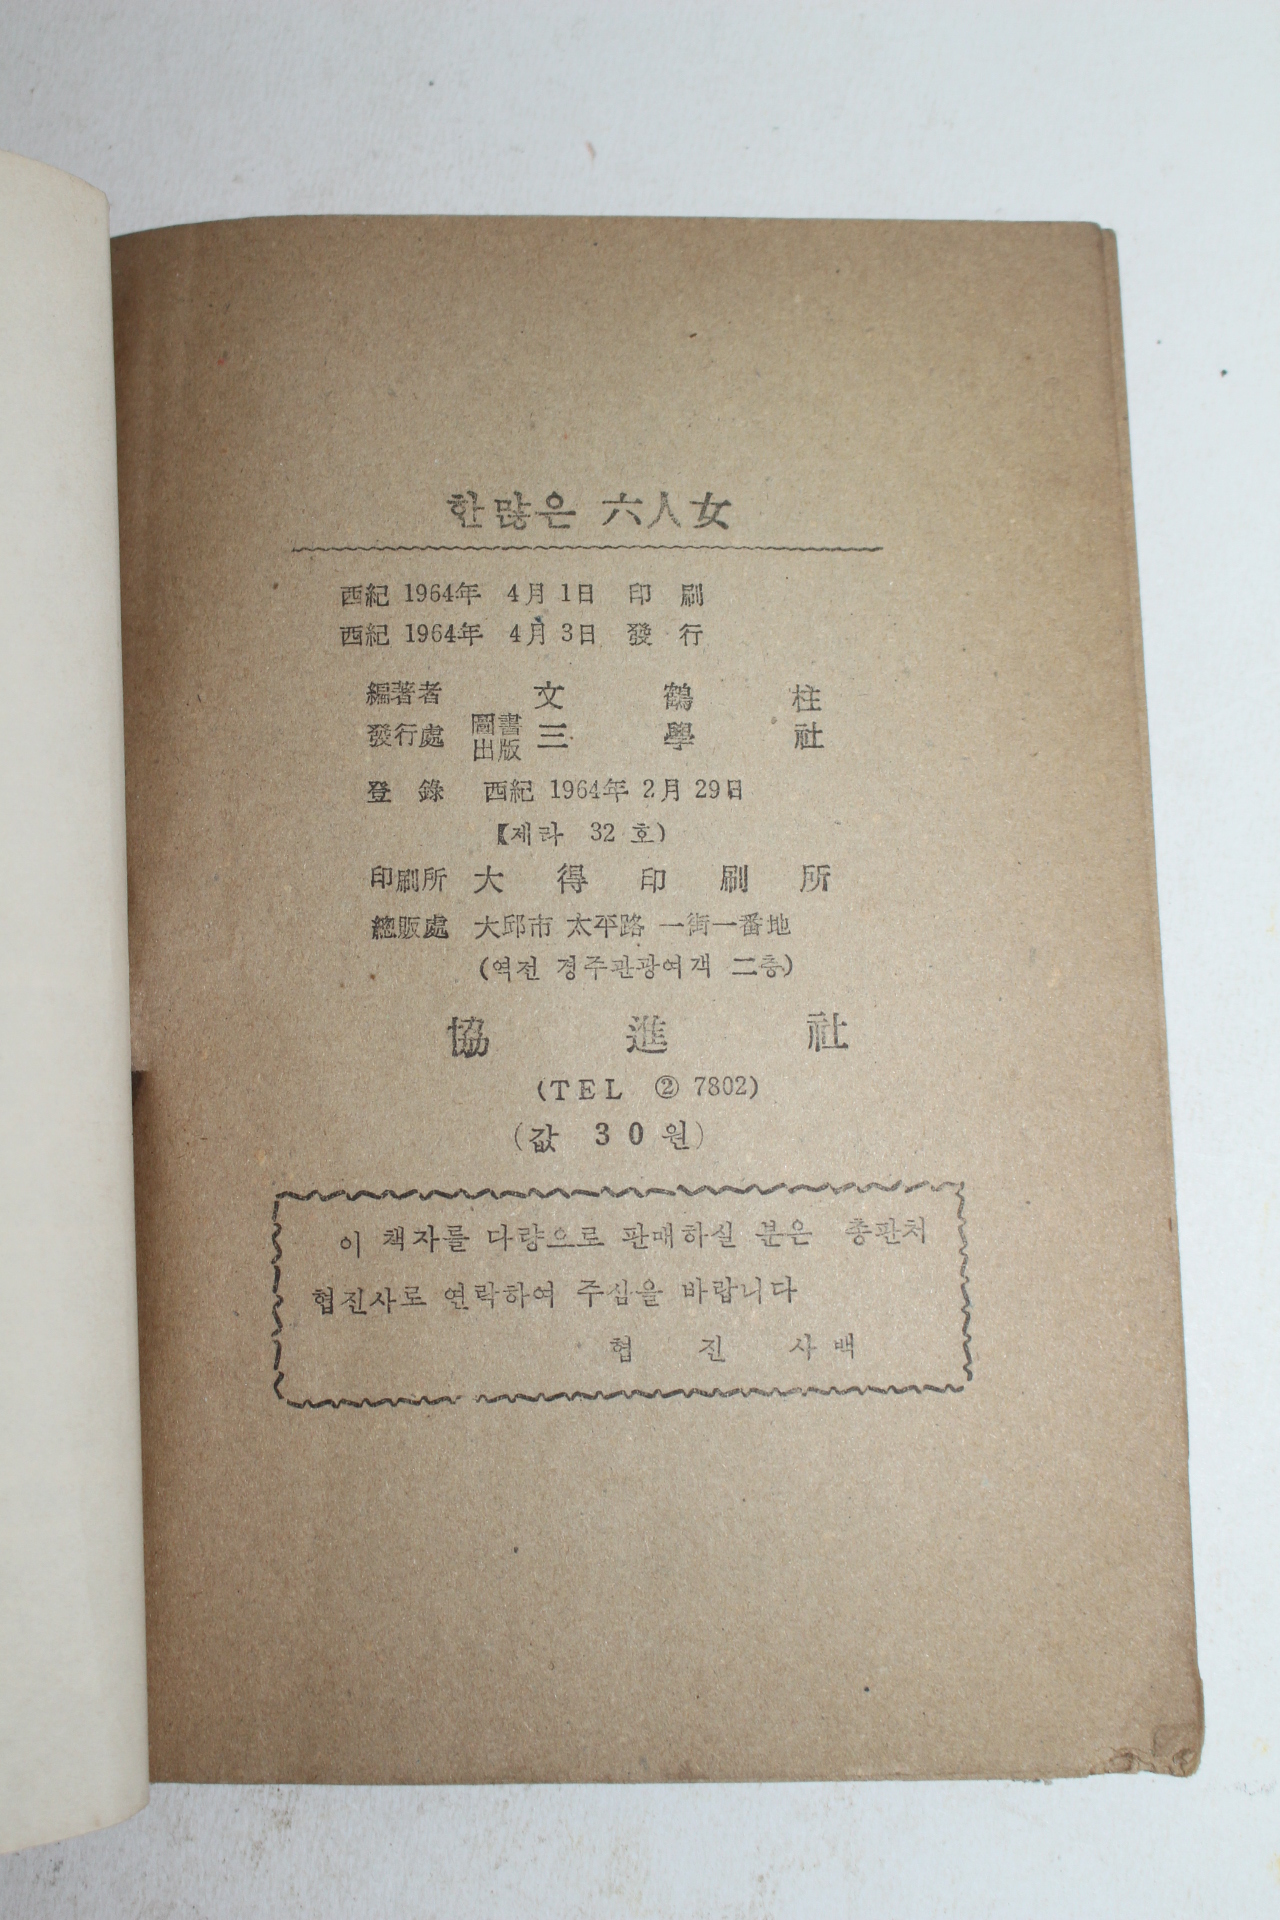 한많은 六人女
西紀 1964年 4月 1日 印 刷
西紀 1964年 4月 3日 發 行
編著者 文 鶴 柱
發行處 圖書出版 三 學 社
登 錄 西紀 1964年 2月 29日
【제라 32 호)
印刷所 大 得 印 刷 所
總販處 大邱市 太平路 一街一番地
(역전 경주관광여객 二층)
協 進 社
(TEL ② 7802)
(값 30원)
이 책자를 다량으로 판매하실 분은 총판처
협진사로 연락하여 주심을 바랍니다
협 진 사 백